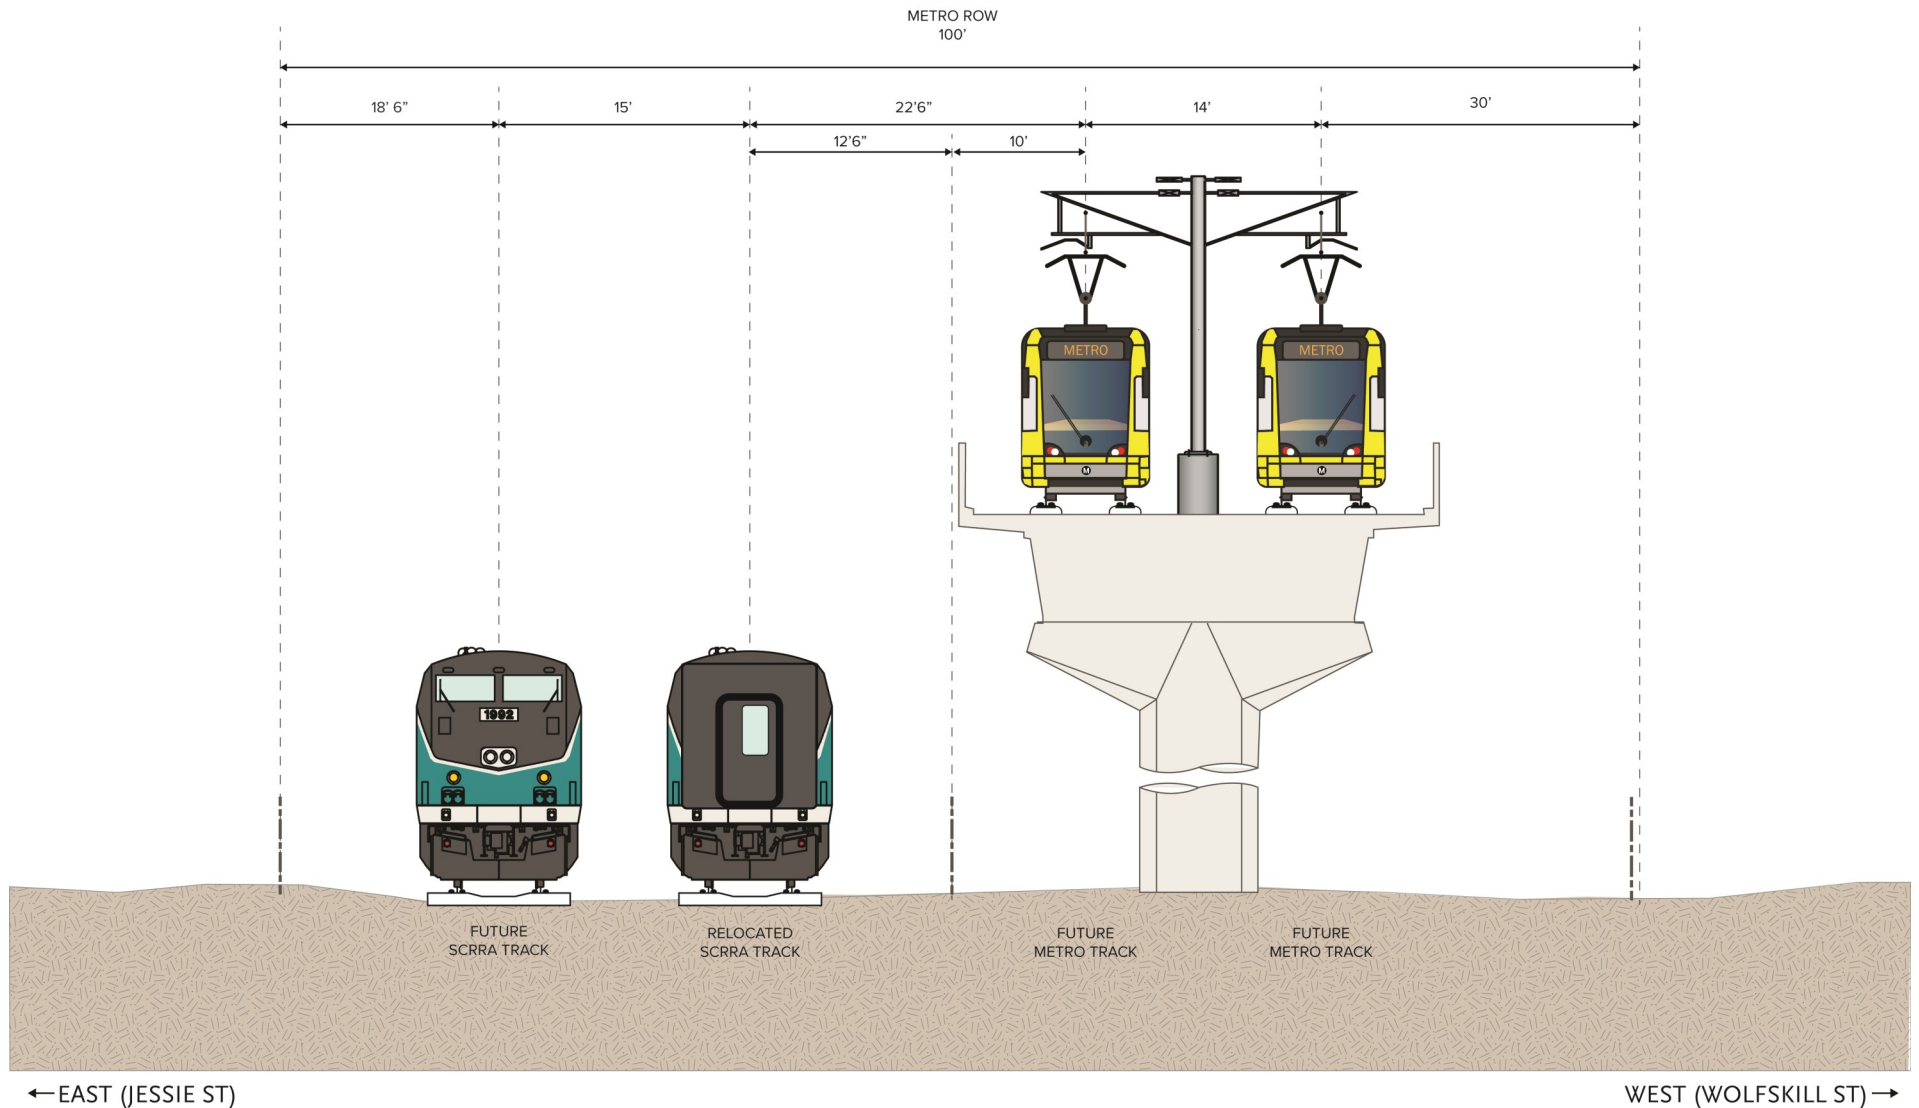 METRO ROW
100'
18' 6"
15'
22'6"
14'
30'
12'6"
10'
METRO
METRO
M
M
1992
FUTURE
SCRRA TRACK
RELOCATED
SCRRA TRACK
FUTURE
METRO TRACK
FUTURE
METRO TRACK
←EAST (JESSIE ST)
WEST (WOLFSKILL ST)→